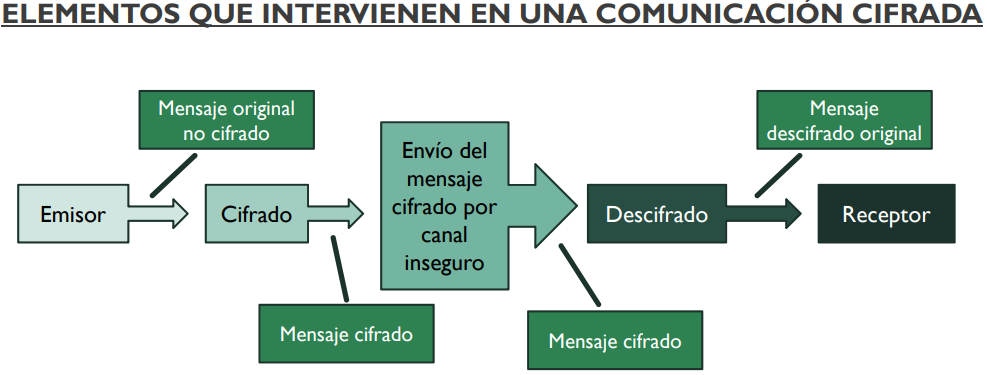 ELEMENTOS QUE INTERVIENEN EN UNA COMUNICACIÓN CIFRADA
Mensaje original
no cifrado
Mensaje
descifrado original
Emisor
Cifrado
Envío del
mensaje
cifrado por
canal
inseguro
Descifrado
Receptor
Mensaje cifrado
Mensaje cifrado